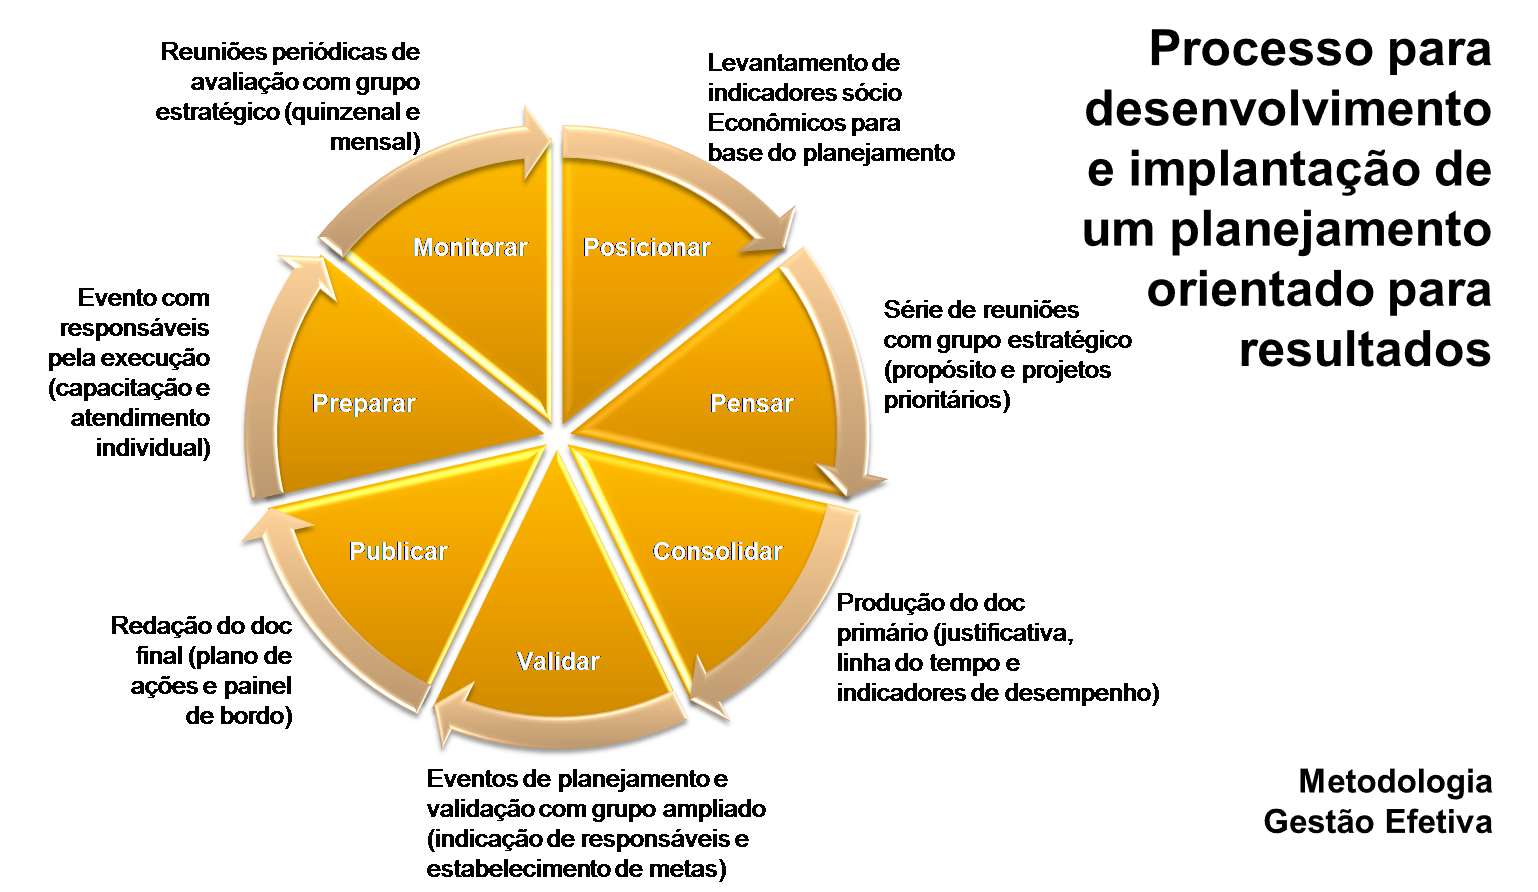 Processo para
desenvolvimento
e implantação de
um planejamento
orientado para
resultados
Reuniões periódicas de
avaliação com grupo
estratégico (quinzenal e
mensal)
Levantamento de
indicadores sócio
Econômicos para
base do planejamento
Monitorar
Posicionar
Evento com
responsáveis
pela execução
(capacitação e
atendimento
individual)
Série de reuniões
com grupo estratégico
(propósito e projetos
prioritários)
Preparar
Pensar
Publicar
Consolidar
Validar
Redação do doc
final (plano de
ações e painel
de bordo)
Produção do doc
primário (justificativa,
linha do tempo e
indicadores de desempenho)
Eventos de planejamento e
validação com grupo ampliado
(indicação de responsáveis e
estabelecimento de metas)
Metodologia
Gestão Efetiva